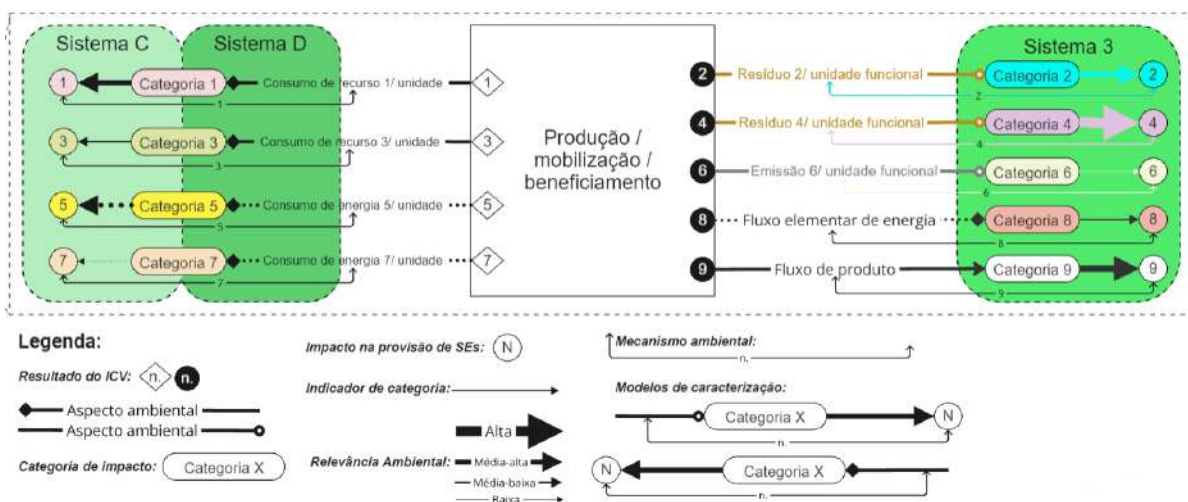 Sistema C
Sistema D
Sistema 3
1
Categoria 1
Consumo de recurso 1/ unidade
1
1
3
Categoria 3
Consumo de recurso 3/ unidade
3
3
5
Categoria 5
Consumo de energia 5/ unidade
5
5
7
Categoria 7
Consumo de energia 7/ unidade
7
7
Produção /
mobilização /
beneficiamento
2
Resíduo 2/ unidade funcional
Categoria 2
2
2
4
Resíduo 4/ unidade funcional
Categoria 4
4
4
6
Emissão 6/ unidade funcional
Categoria 6
6
6
8
Fluxo elementar de energia
Categoria 8
8
8
9
Fluxo de produto
Categoria 9
9
9
Legenda:
Resultado do ICV: n. n.
Aspecto ambiental
Aspecto ambiental
Categoria de impacto: Categoria X
Impacto na provisão de SEs: N
Indicador de categoria:
Alta
Relevância Ambiental: Média-alta
Média-baixa
Baixa
Mecanismo ambiental:
n.
Modelos de caracterização:
Categoria X N
n.
N Categoria X
n.